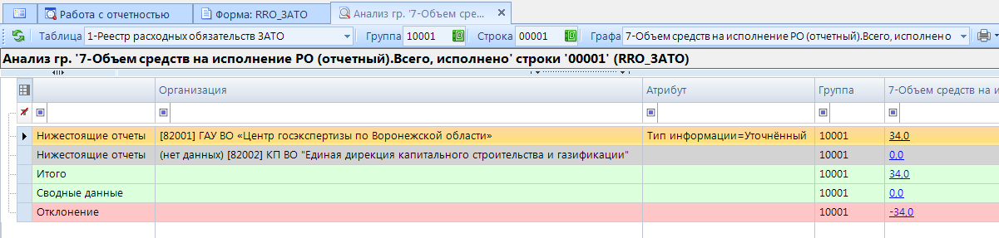 Работа с отчетностью Форма: RRO_ЗАТО Анализ гр. '7-Объем сре...
Таблица 1-Реестр расходных обязательств ЗАТО Группа 10001 Строка 00001 Графа 7-Объем средств на исполнение РО (отчетный).Всего, исполнено
Анализ гр. '7-Объем средств на исполнение РО (отчетный).Всего, исполнено' строки '00001' (RRO_ЗАТО)
Организация Атрибут Группа 7-Объем средств на и
Нижестоящие отчеты [82001] ГАУ ВО «Центр госэкспертизы по Воронежской области» Тип информации=Уточнённый 10001 34,0
Нижестоящие отчеты (нет данных) [82002] КП ВО "Единая дирекция капитального строительства и газификации" 10001 0,0
Итого 10001 34,0
Сводные данные 10001 0,0
Отклонение 10001 -34,0